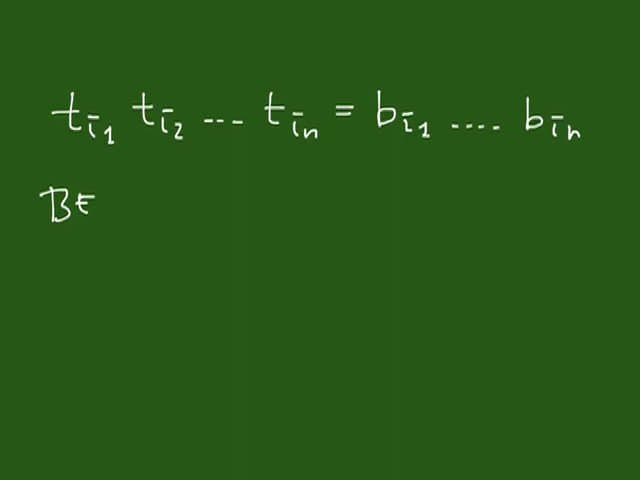 t_{i_1} t_{i_2} --- t_{i_n} = b_{i_1} .... b_{i_n}
BE